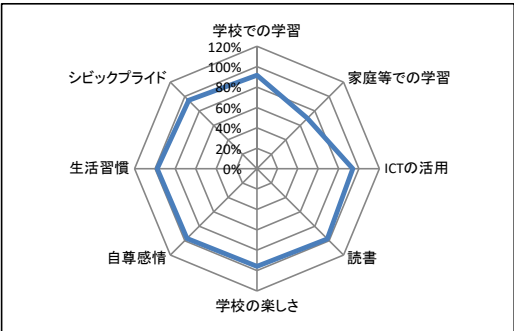 学校での学習
120%
100%
80%
60%
40%
20%
0%
家庭等での学習
ICTの活用
読書
学校の楽しさ
自尊感情
生活習慣
シビックプライド